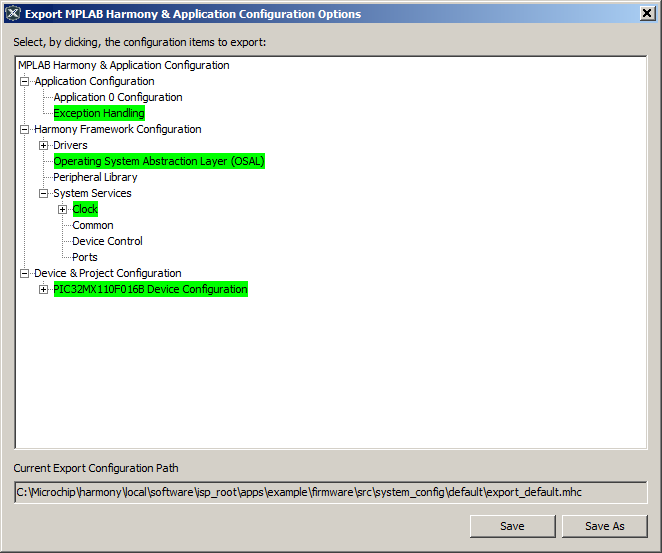 Export MPLAB Harmony & Application Configuration Options
Select, by clicking, the configuration items to export:
MPLAB Harmony & Application Configuration
Application Configuration
Application 0 Configuration
Exception Handling
Harmony Framework Configuration
Drivers
Operating System Abstraction Layer (OSAL)
Peripheral Library
System Services
Clock
Common
Device Control
Ports
Device & Project Configuration
PIC32MX110F016B Device Configuration
Current Export Configuration Path
C:\Microchip\harmony\local\software\isp_root\apps\example\firmware\src\system_config\default\export_default.mhc
Save
Save As